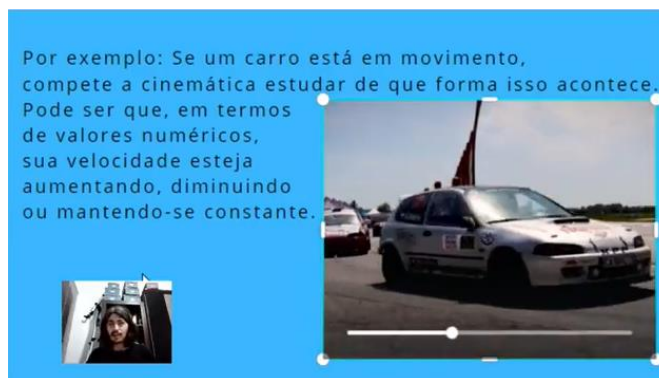 Por exemplo: Se um carro está em movimento,
compete a cinemática estudar de que forma isso acontece.
Pode ser que, em termos
de valores numéricos,
sua velocidade esteja
aumentando, diminuindo
ou mantendo-se constante.